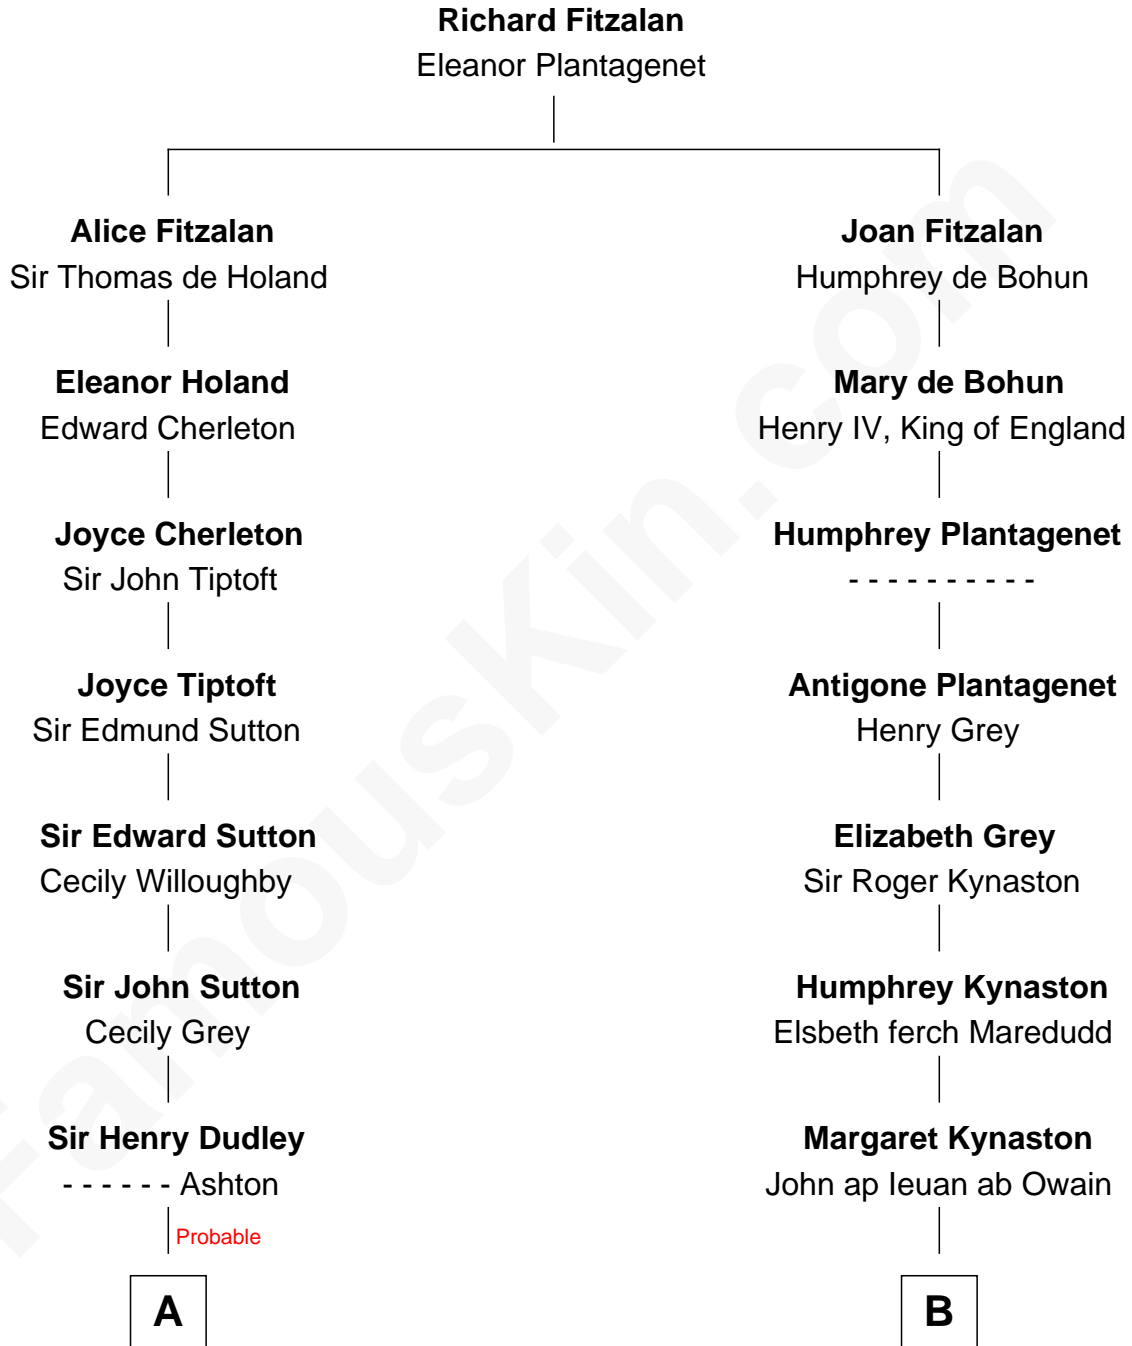 Richard Fitzalan
Eleanor Plantagenet
Alice Fitzalan
Sir Thomas de Holand
Eleanor Holand
Edward Cherleton
Joyce Cherleton
Sir John Tiptoft
Joyce Tiptoft
Sir Edmund Sutton
Sir Edward Sutton
Cecily Willoughby
Sir John Sutton
Cecily Grey
Sir Henry Dudley
- - - - - - Ashton
Probable
A
Joan Fitzalan
Humphrey de Bohun
Mary de Bohun
Henry IV, King of England
Humphrey Plantagenet
- - - - - - - - - -
Antigone Plantagenet
Henry Grey
Elizabeth Grey
Sir Roger Kynaston
Humphrey Kynaston
Elsbeth ferch Maredudd
Margaret Kynaston
John ap Ieuan ab Owain
B
FamousKin.com